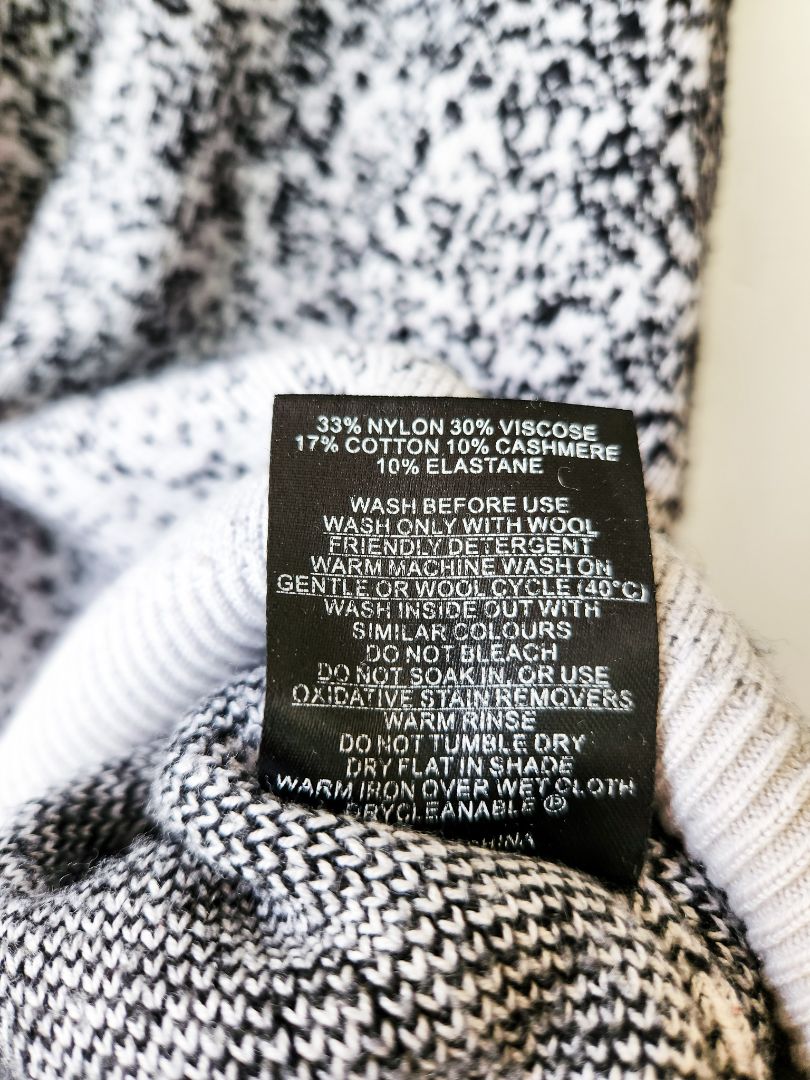 33% NYLON 30% VISCOSE
17% COTTON 10% CASHMERE
10% ELASTANE
WASH BEFORE USE
WASH ONLY WITH WOOL
FRIENDLY DETERGENT
WARM MACHINE WASH ON
GENTLE OR WOOL CYCLE (40°C)
WASH INSIDE OUT WITH
SIMILAR COLOURS
DO NOT BLEACH
DO NOT SOAK IN, OR USE
OXIDATIVE STAIN REMOVERS
WARM RINSE
DO NOT TUMBLE DRY
DRY FLAT IN SHADE
WARM IRON OVER WET CLOTH
DRYCLEANABLE Ⓟ
CHINA